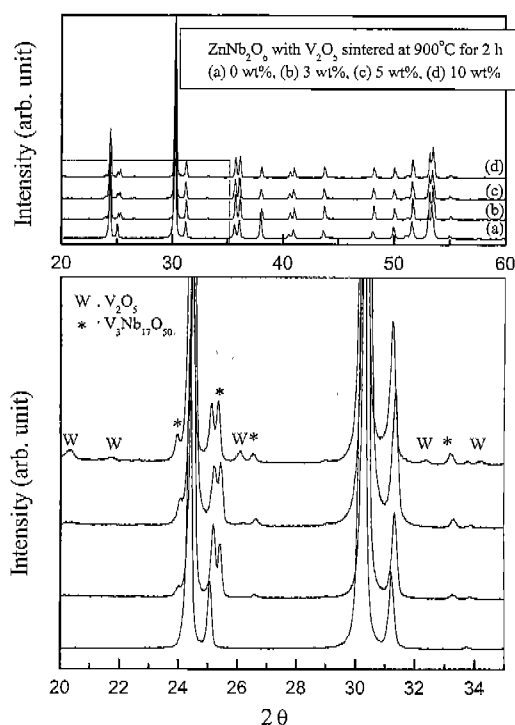 ZnNb₂O₆ with V₂O₅ sintered at 900°C for 2 h
(a) 0 wt%, (b) 3 wt%, (c) 5 wt%, (d) 10 wt%
Intensity (arb. unit)
(d)
(c)
(b)
(a)
20 30 40 50 60
W . V₂O₅
* . V₃Nb₁₇O₅₀.
Intensity (arb. unit)
W W * * W * W * W
20 22 24 26 28 30 32 34
2 θ